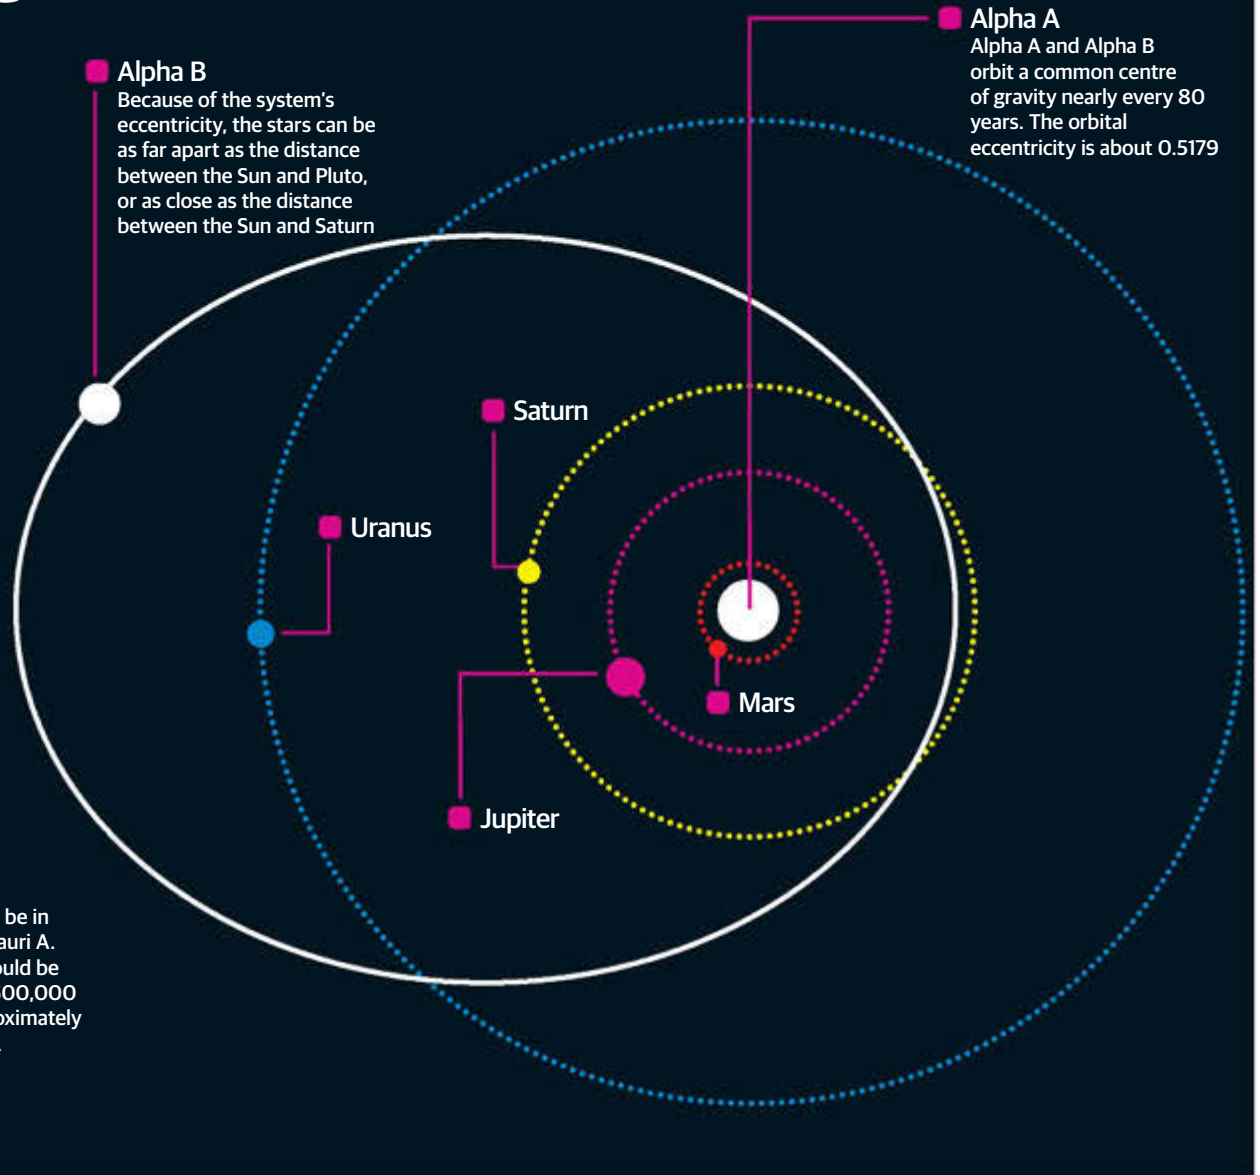 Alpha A
Alpha A and Alpha B
orbit a common centre
of gravity nearly every 80
years. The orbital
eccentricity is about 0.5179
Alpha B
Because of the system's
eccentricity, the stars can be
as far apart as the distance
between the Sun and Pluto,
or as close as the distance
between the Sun and Saturn
Saturn
Uranus
Mars
Jupiter
be in
auri A.
ould be
500,000
oximately